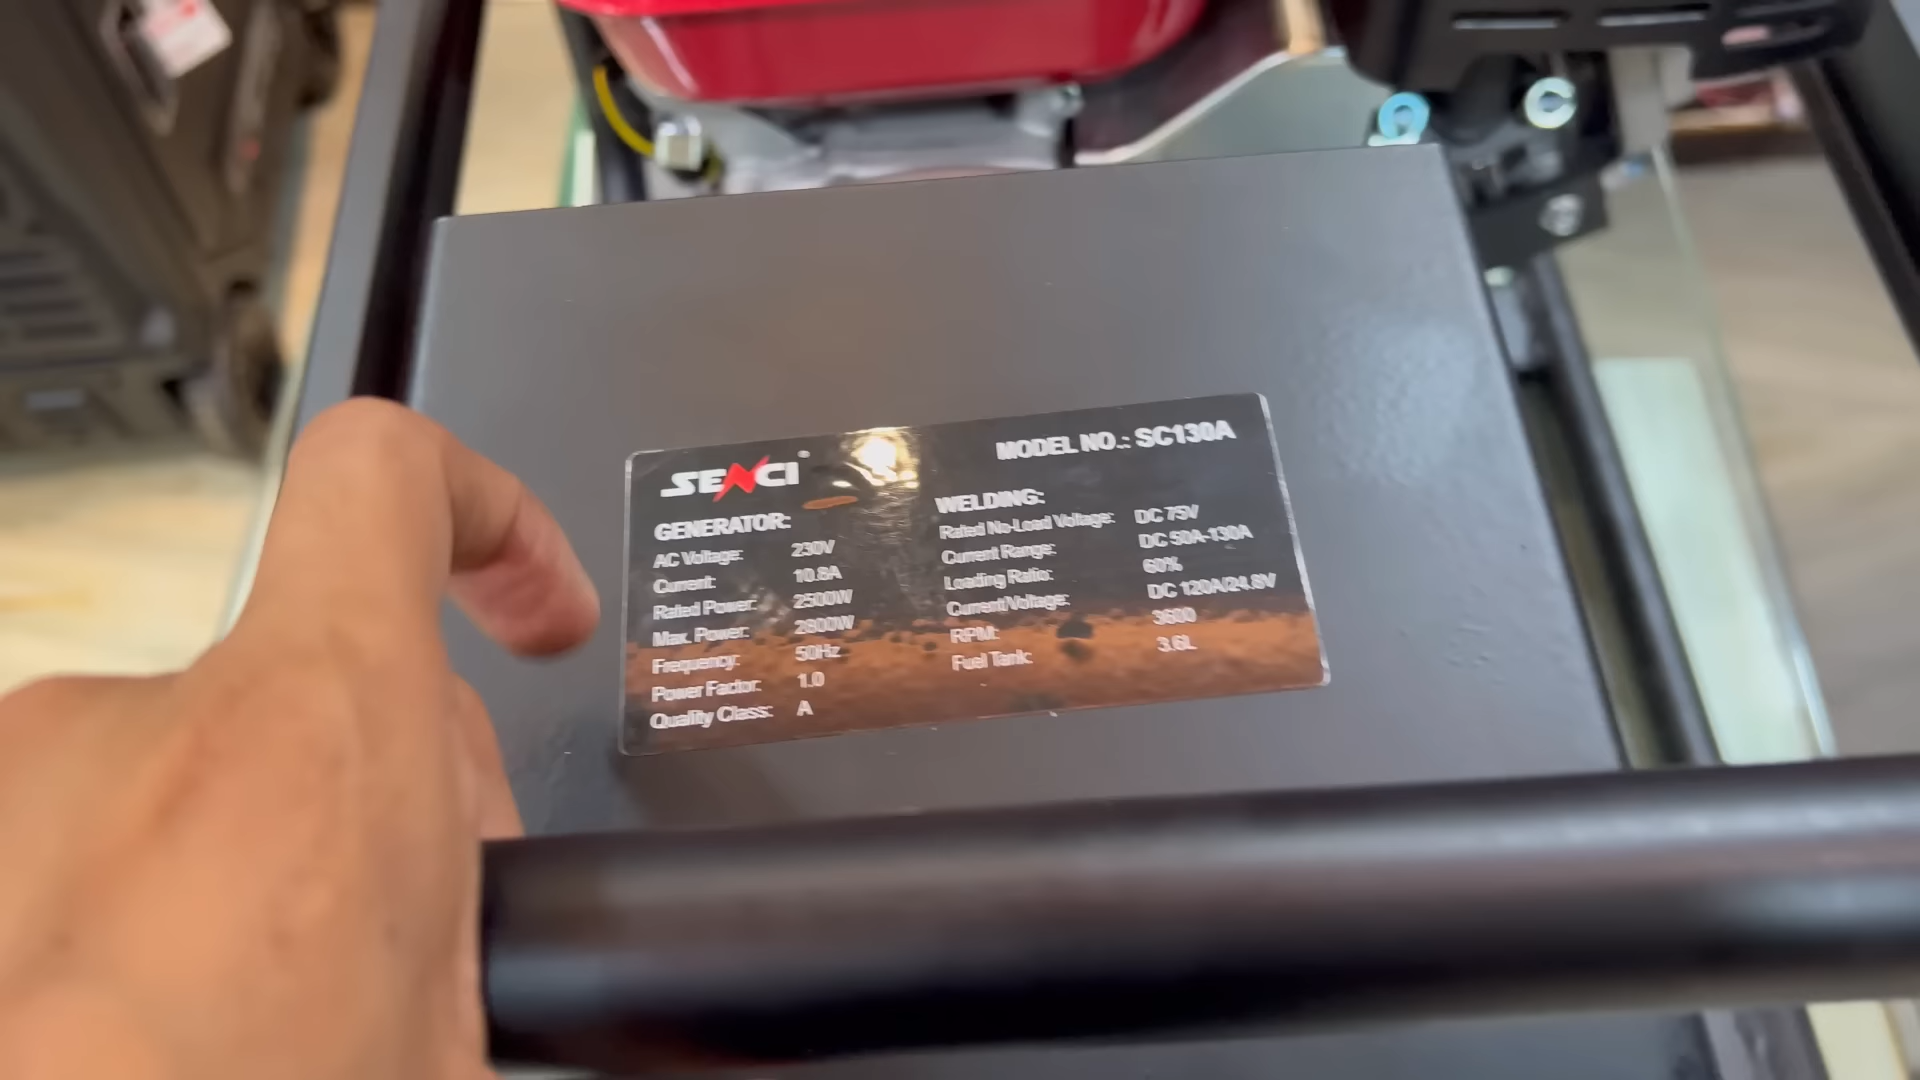 SENCI
MODEL NO.: SC130A
GENERATOR:
AC Voltage: 230V
Current: 10.8A
Rated Power: 2500W
Max. Power: 2800W
Frequency: 50Hz
Power Factor: 1.0
Quality Class: A
WELDING:
Rated No-Load Voltage: DC 75V
Current Range: DC 50A-130A
Loading Ratio: 60%
Current/Voltage: DC 120A/24.8V
RPM: 3600
Fuel Tank: 3.6L